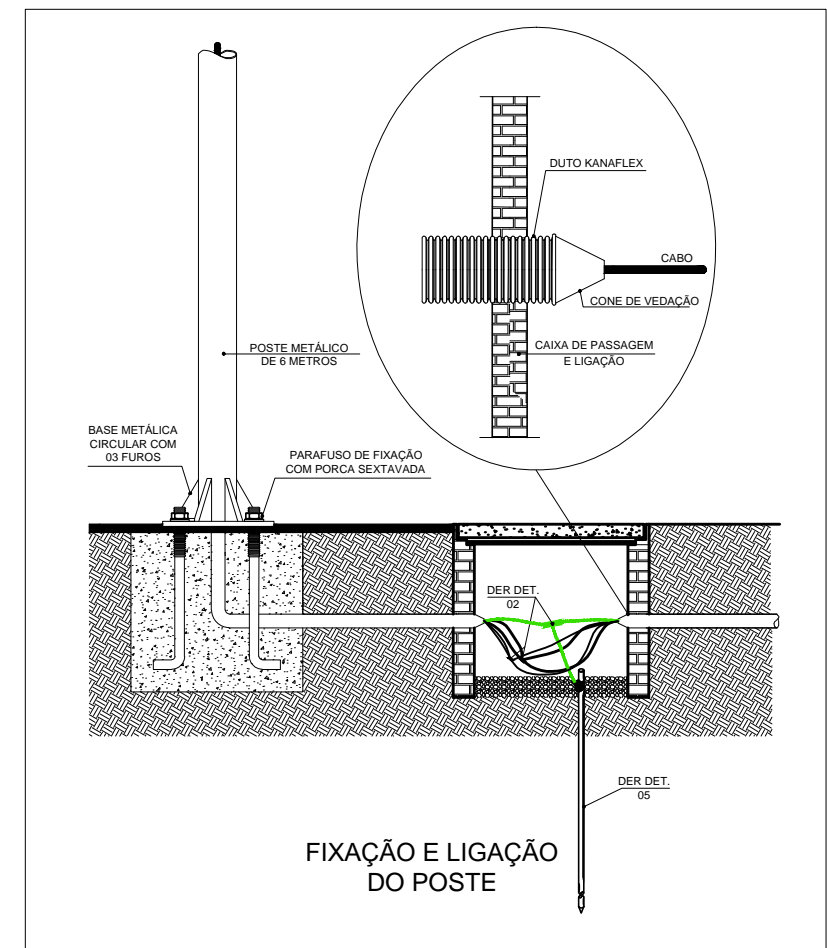 DUTO KANAFLEX
CABO
CONE DE VEDAÇÃO
CAIXA DE PASSAGEM
E LIGAÇÃO
POSTE METÁLICO
DE 6 METROS
BASE METÁLICA
CIRCULAR COM
03 FUROS
PARAFUSO DE FIXAÇÃO
COM PORCA SEXTAVADA
DER DET.
02
DER DET.
05
FIXAÇÃO E LIGAÇÃO
DO POSTE